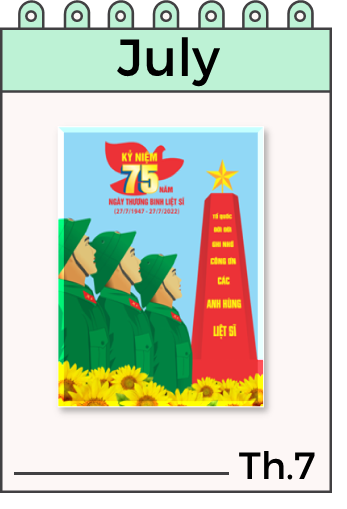 July
KỶ NIỆM
75 NĂM
NGÀY THƯƠNG BINH LIỆT SĨ
(27/7/1947 - 27/7/2022)
TỔ QUỐC
ĐỜI ĐỜI
GHI NHỚ
CÔNG ƠN
CÁC
ANH HÙNG
LIỆT SĨ
Th.7